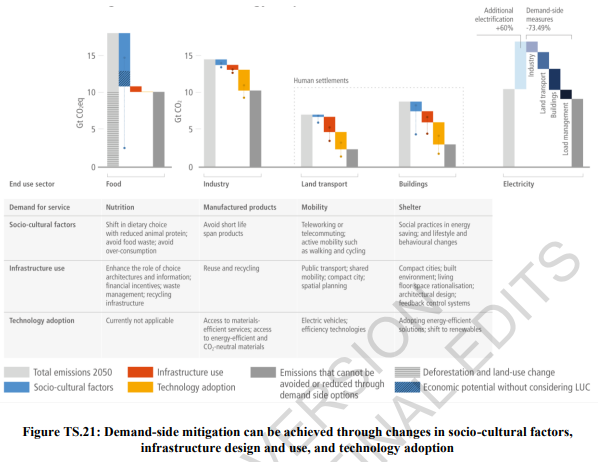 Additional
electrification
+60%
Demand-side
measures
-73.49%
Gt CO₂eq
15
10
5
0
Gt CO₂
15
10
5
0
Human settlements
Industry
Land transport
Buildings
Load management
End use sector
Food
Industry
Land transport
Buildings
Electricity
Demand for service
Nutrition
Manufactured products
Mobility
Shelter
Socio-cultural factors
Shift in dietary choice
with reduced animal protein;
avoid food waste; avoid
over-consumption
Avoid short life
span products
Teleworking or
telecommuting;
active mobility such
as walking and cycling
Social practices in energy
saving; and lifestyle and
behavioural changes
Infrastructure use
Enhance the role of choice
architectures and information;
financial incentives; waste
management; recycling
infrastructure
Reuse and recycling
Public transport; shared
mobility; compact city;
spatial planning
Compact cities; built
environment; living
floor space rationalisation;
architectural design;
feedback control systems
Technology adoption
Currently not applicable
Access to materials-
efficient services; access
to energy-efficient and
CO₂-neutral materials
Electric vehicles;
efficiency technologies
Adopting energy-efficient
solutions; shift to renewables
Total emissions 2050
Socio-cultural factors
Infrastructure use
Technology adoption
Emissions that cannot be
avoided or reduced through
demand side options
Deforestation and land-use change
Economic potential without considering LUC
VERSION
FINAL EDITS
Figure TS.21: Demand-side mitigation can be achieved through changes in socio-cultural factors,
infrastructure design and use, and technology adoption